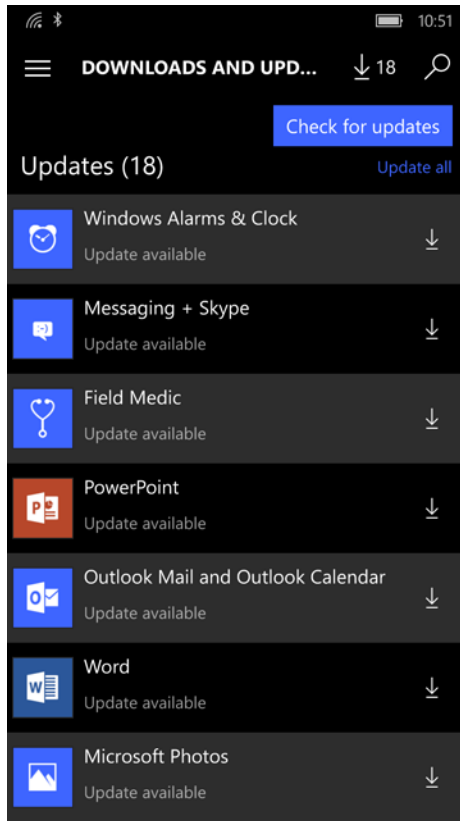 10:51
DOWNLOADS AND UPD... 18
Check for updates
Updates (18) Update all
Windows Alarms & Clock
Update available
Messaging + Skype
Update available
Field Medic
Update available
PowerPoint
Update available
Outlook Mail and Outlook Calendar
Update available
Word
Update available
Microsoft Photos
Update available